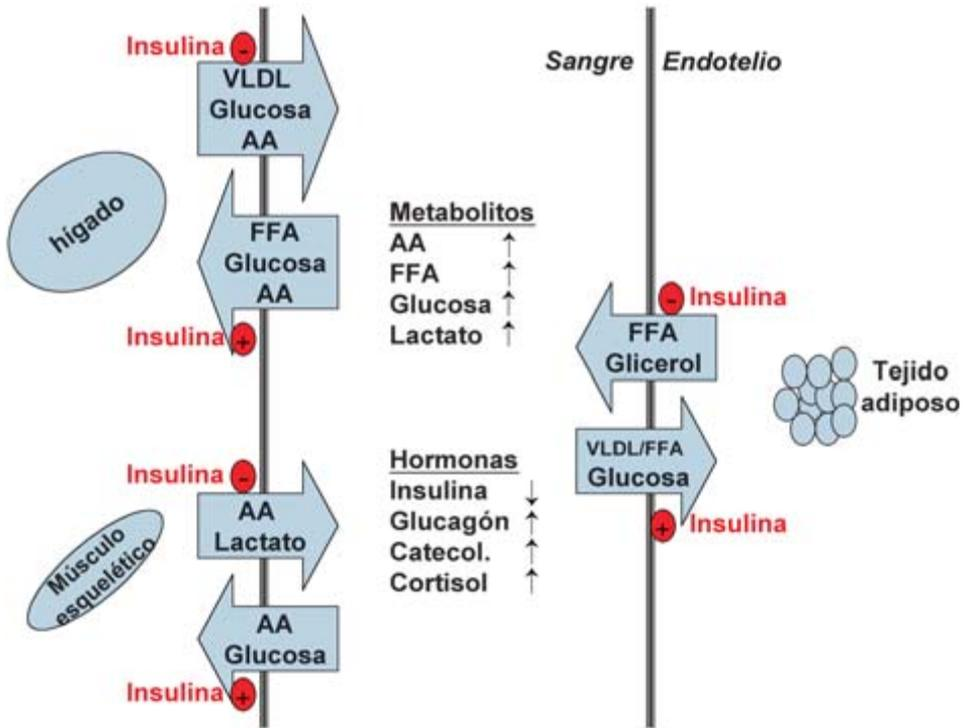 Insulina -
VLDL
Glucosa
AA
hígado
FFA
Glucosa
AA
Insulina +
Insulina -
AA
Lactato
Músculo
esquelético
AA
Glucosa
Insulina +
Metabolitos
AA ↑
FFA ↑
Glucosa ↑
Lactato ↑
Hormonas
Insulina ↓
Glucagón ↑
Catecol. ↑
Cortisol ↑
Sangre Endotelio
- Insulina
FFA
Glicerol
Tejido
adiposo
VLDL/FFA
Glucosa
+ Insulina